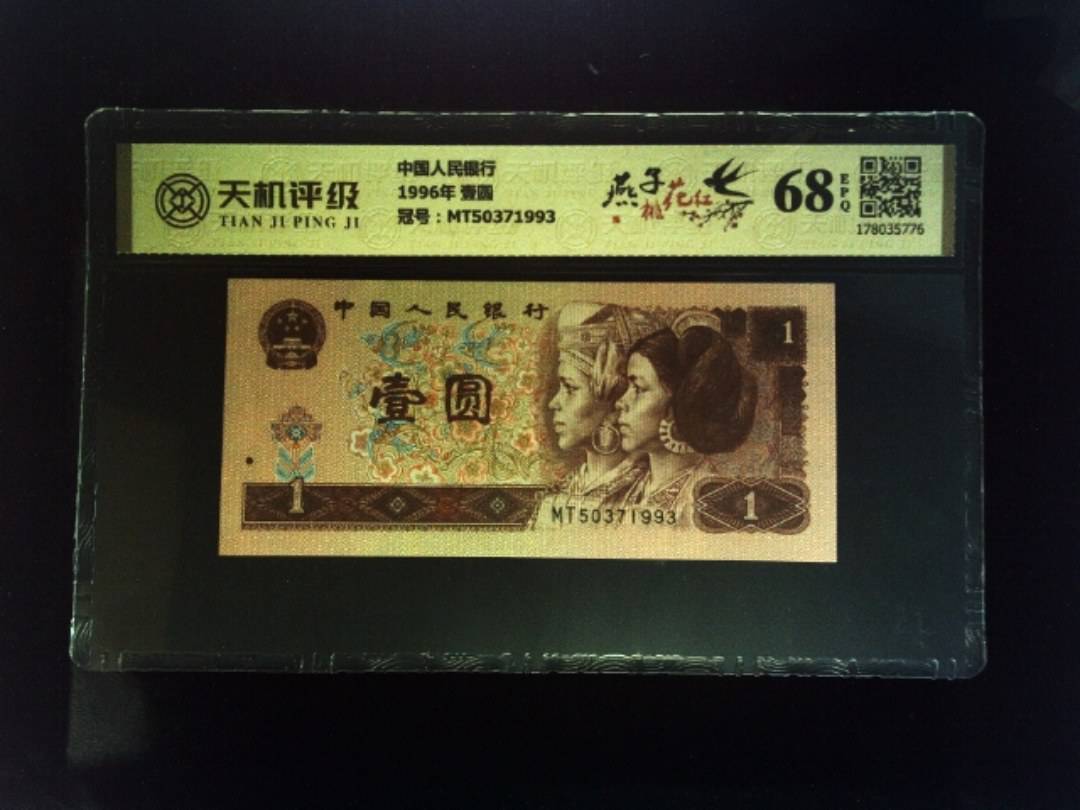 天机评级
TIAN JI PING JI
中国人民银行
1996年 壹圆
冠号：MT50371993
燕子
桃花红
68
EPQ
178035776
中国人民银行
1
壹圆
1
MT50371993
1